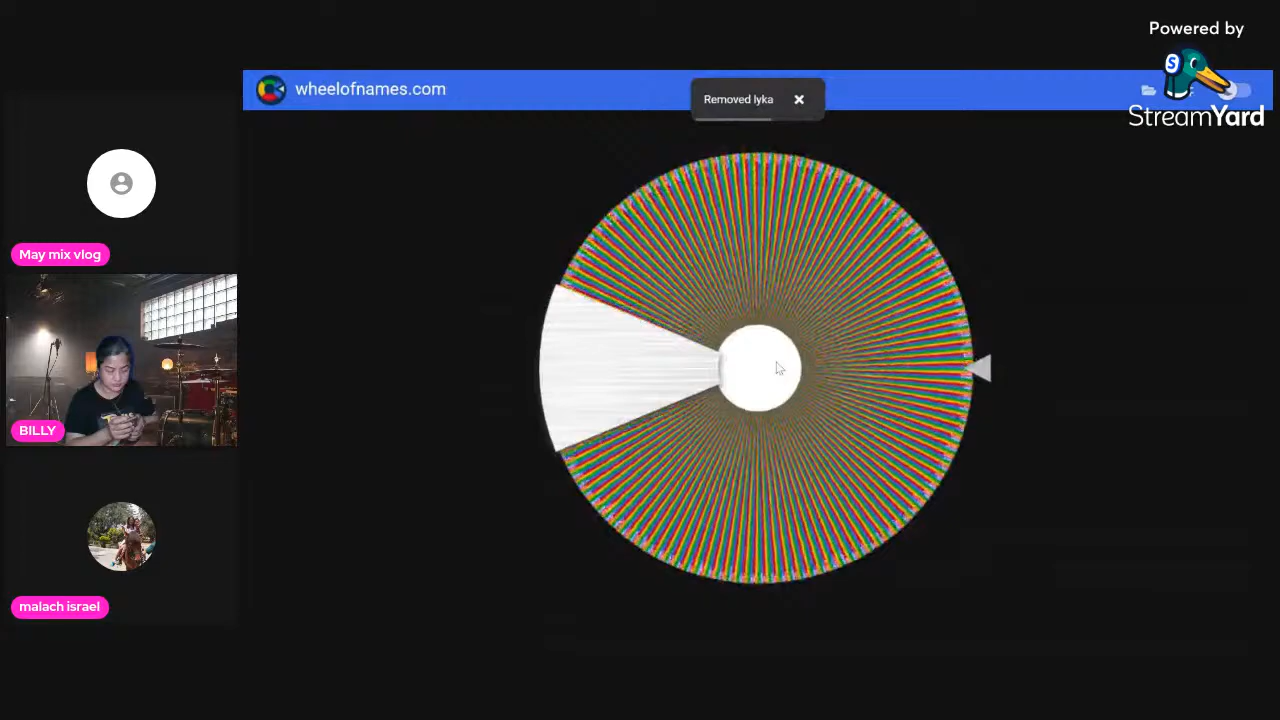 Powered by
StreamYard
wheelofnames.com
Removed lyka
May mix vlog
BILLY
malach israel